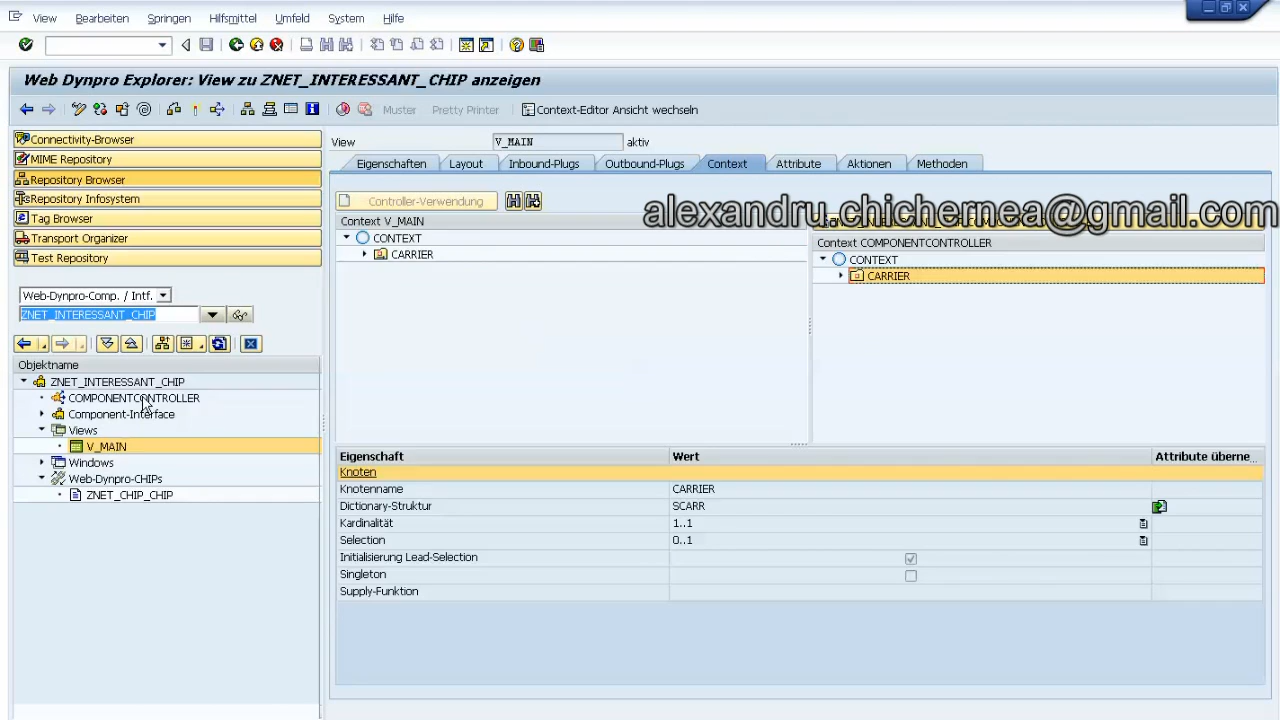 View Bearbeiten Springen Hilfsmittel Umfeld System Hilfe
Web Dynpro Explorer: View zu ZNET_INTERESSANT_CHIP anzeigen
Muster Pretty Printer Context-Editor Ansicht wechseln
Connectivity-Browser
MIME Repository
Repository Browser
Repository Infosystem
Tag Browser
Transport Organizer
Test Repository
Web-Dynpro-Comp. / Intf.
ZNET_INTERESSANT_CHIP
Objektname
ZNET_INTERESSANT_CHIP
COMPONENTCONTROLLER
Component-Interface
Views
V_MAIN
Windows
Web-Dynpro-CHIPs
ZNET_CHIP_CHIP
View V_MAIN aktiv
Eigenschaften Layout Inbound-Plugs Outbound-Plugs Context Attribute Aktionen Methoden
Controller-Verwendung
alexandru.chichernea@gmail.com
Context V_MAIN
CONTEXT
CARRIER
Context COMPONENTCONTROLLER
CONTEXT
CARRIER
Eigenschaft Wert Attribute überne...
Knoten
Knotenname CARRIER
Dictionary-Struktur SCARR
Kardinalität 1..1
Selection 0..1
Initialisierung Lead-Selection
Singleton
Supply-Funktion